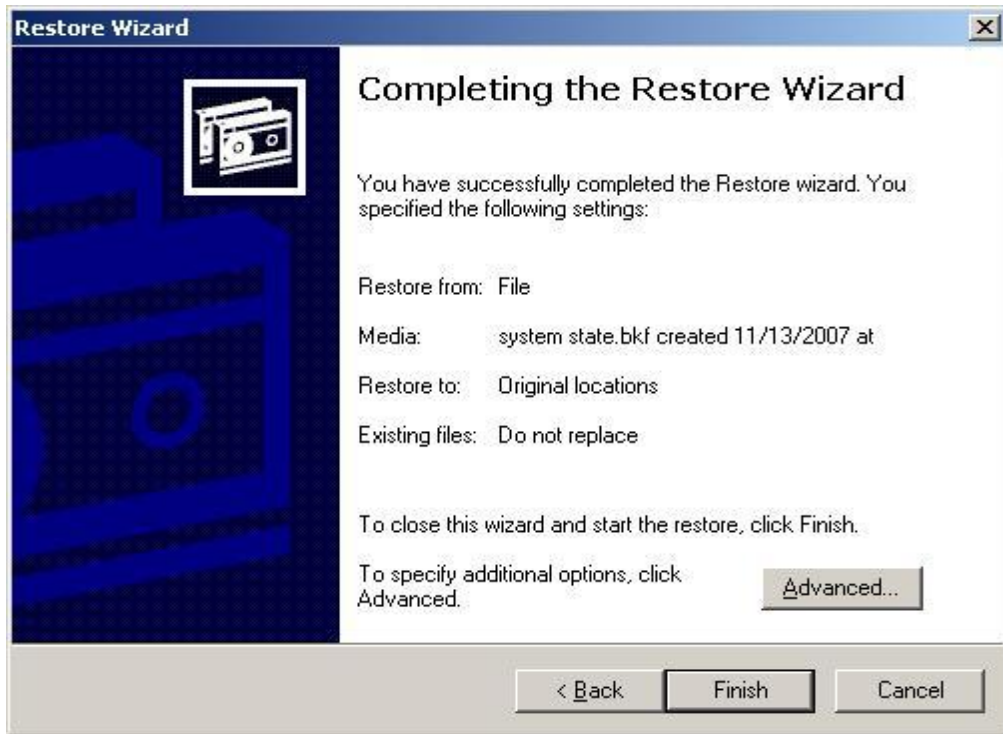 Restore Wizard
Completing the Restore Wizard
You have successfully completed the Restore wizard. You
specified the following settings:
Restore from: File
Media: system state.bkf created 11/13/2007 at
Restore to: Original locations
Existing files: Do not replace
To close this wizard and start the restore, click Finish.
To specify additional options, click
Advanced.
Advanced...
< Back Finish Cancel